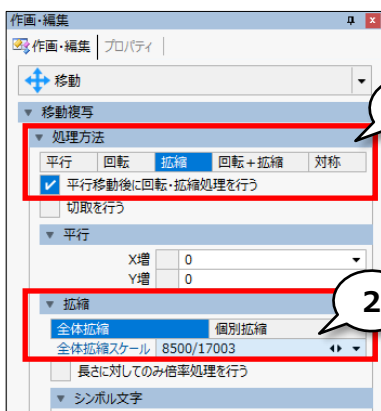 作画・編集
作画・編集 プロパティ
移動
移動複写
処理方法
平行 回転 拡縮 回転+拡縮 対称
平行移動後に回転・拡縮処理を行う
切取を行う
平行
X増 0
Y増 0
拡縮
2
全体拡縮 個別拡縮
全体拡縮スケール 8500/17003
長さに対してのみ倍率処理を行う
シンボル文字